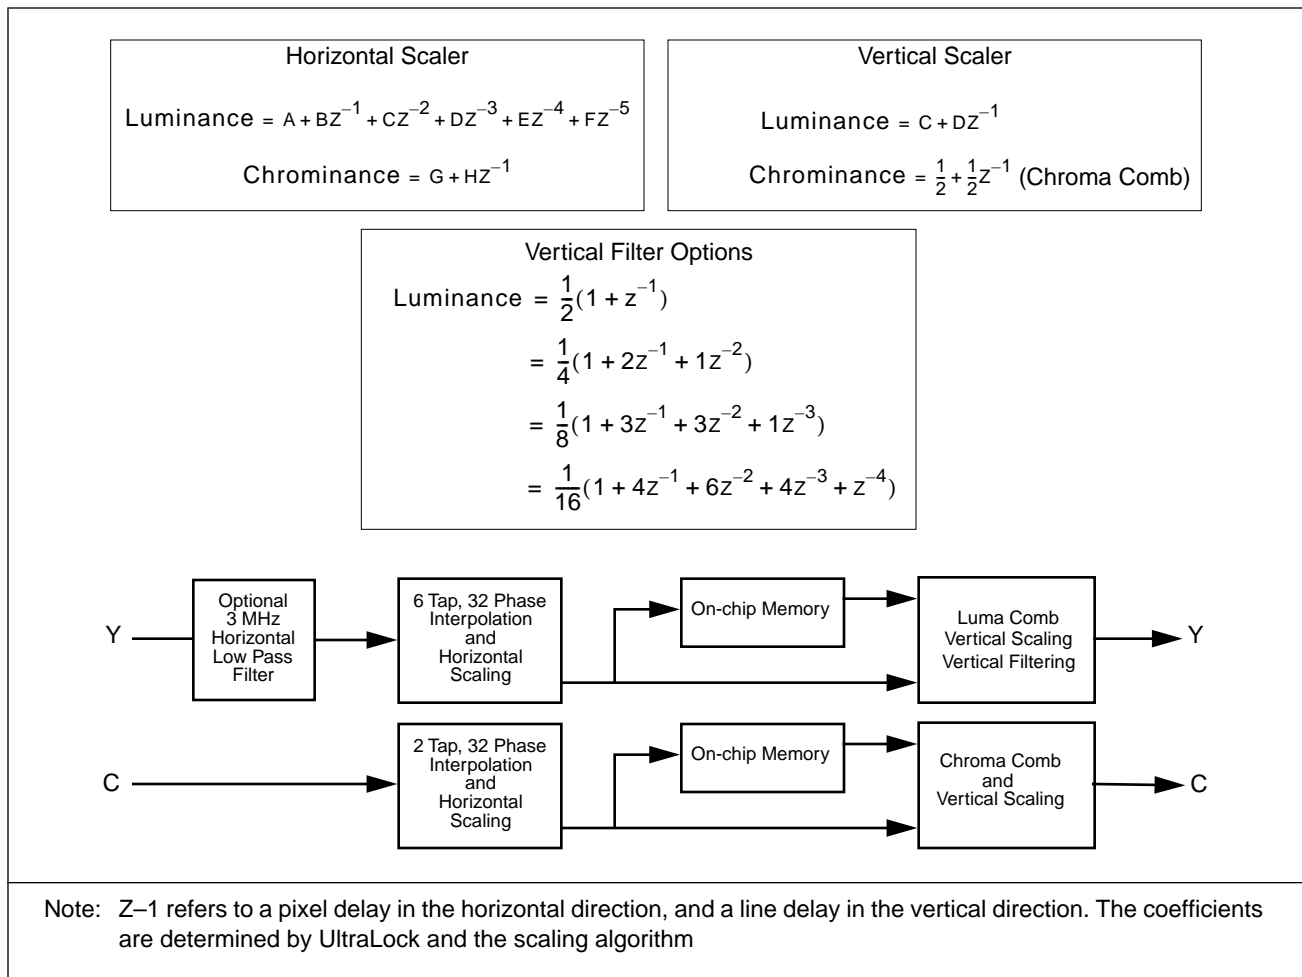 Horizontal Scaler
Luminance = A + BZ⁻¹ + CZ⁻² + DZ⁻³ + EZ⁻⁴ + FZ⁻⁵
Chrominance = G + HZ⁻¹
Vertical Scaler
Luminance = C + DZ⁻¹
Chrominance = 1/2 + 1/2 Z⁻¹ (Chroma Comb)
Vertical Filter Options
Luminance = 1/2 (1 + z⁻¹)
= 1/4 (1 + 2Z⁻¹ + 1Z⁻²)
= 1/8 (1 + 3Z⁻¹ + 3Z⁻² + 1Z⁻³)
= 1/16 (1 + 4Z⁻¹ + 6Z⁻² + 4Z⁻³ + Z⁻⁴)
Y
Optional
3 MHz
Horizontal
Low Pass
Filter
6 Tap, 32 Phase
Interpolation
and
Horizontal
Scaling
On-chip Memory
Luma Comb
Vertical Scaling
Vertical Filtering
Y
C
2 Tap, 32 Phase
Interpolation
and
Horizontal
Scaling
On-chip Memory
Chroma Comb
and
Vertical Scaling
C
Note: Z–1 refers to a pixel delay in the horizontal direction, and a line delay in the vertical direction. The coefficients
are determined by UltraLock and the scaling algorithm